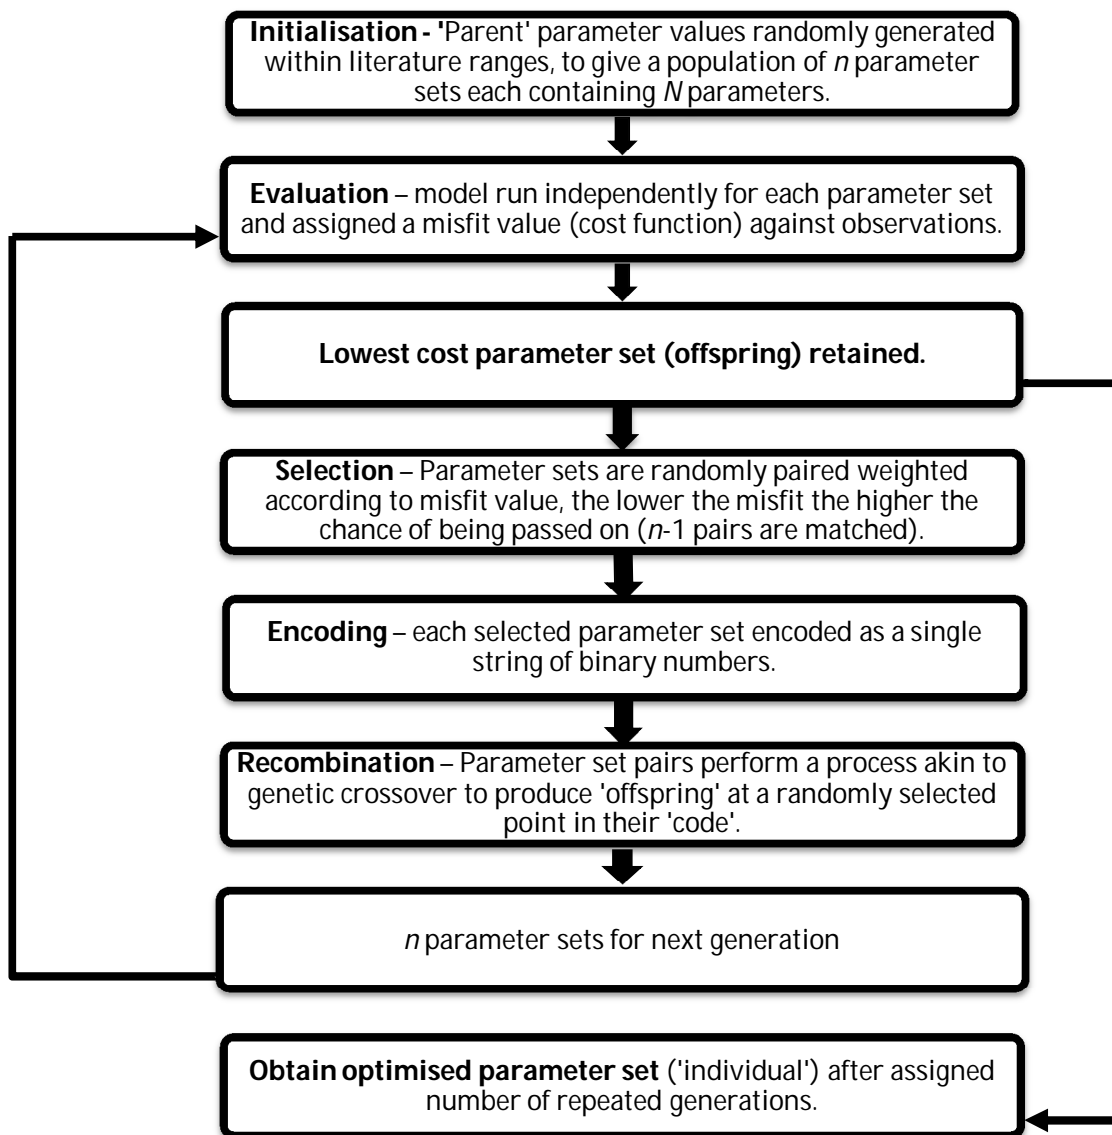 Initialisation - 'Parent' parameter values randomly generated
within literature ranges, to give a population of n parameter
sets each containing N parameters.
Evaluation – model run independently for each parameter set
and assigned a misfit value (cost function) against observations.
Lowest cost parameter set (offspring) retained.
Selection – Parameter sets are randomly paired weighted
according to misfit value, the lower the misfit the higher the
chance of being passed on (n-1 pairs are matched).
Encoding – each selected parameter set encoded as a single
string of binary numbers.
Recombination – Parameter set pairs perform a process akin to
genetic crossover to produce 'offspring' at a randomly selected
point in their 'code'.
n parameter sets for next generation
Obtain optimised parameter set ('individual') after assigned
number of repeated generations.